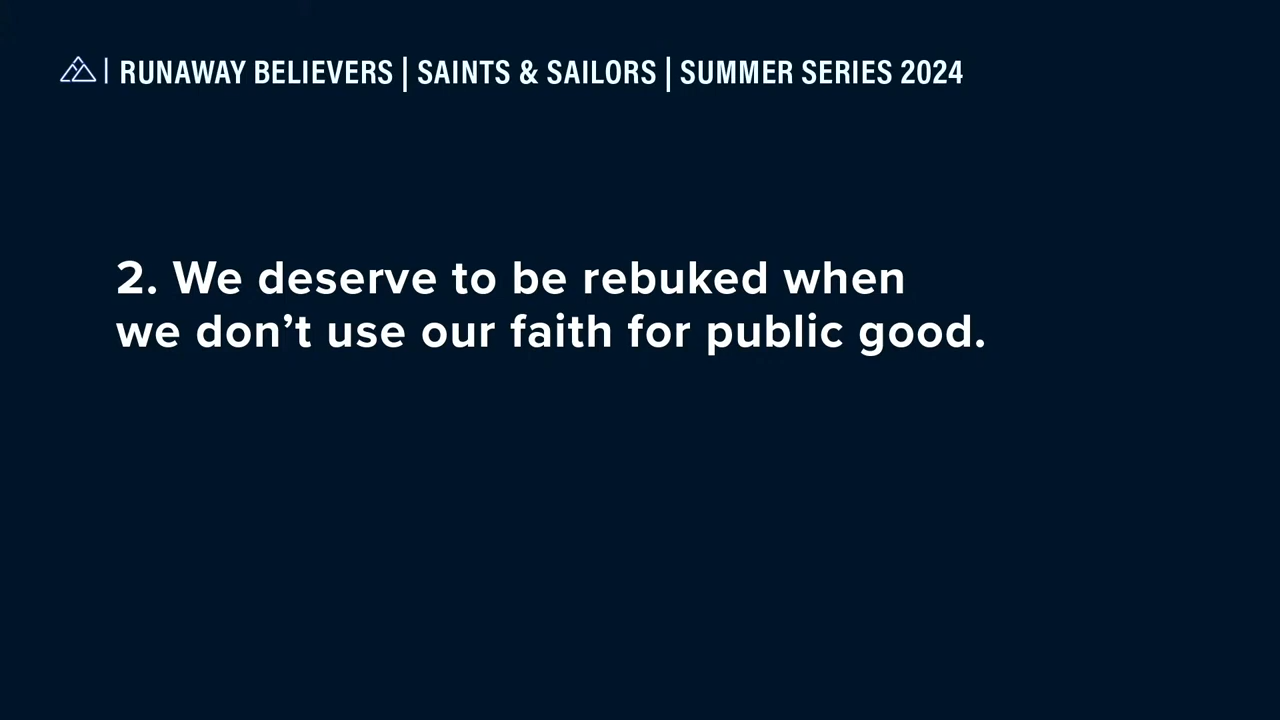 | RUNAWAY BELIEVERS | SAINTS & SAILORS | SUMMER SERIES 2024
2. We deserve to be rebuked when
we don’t use our faith for public good.